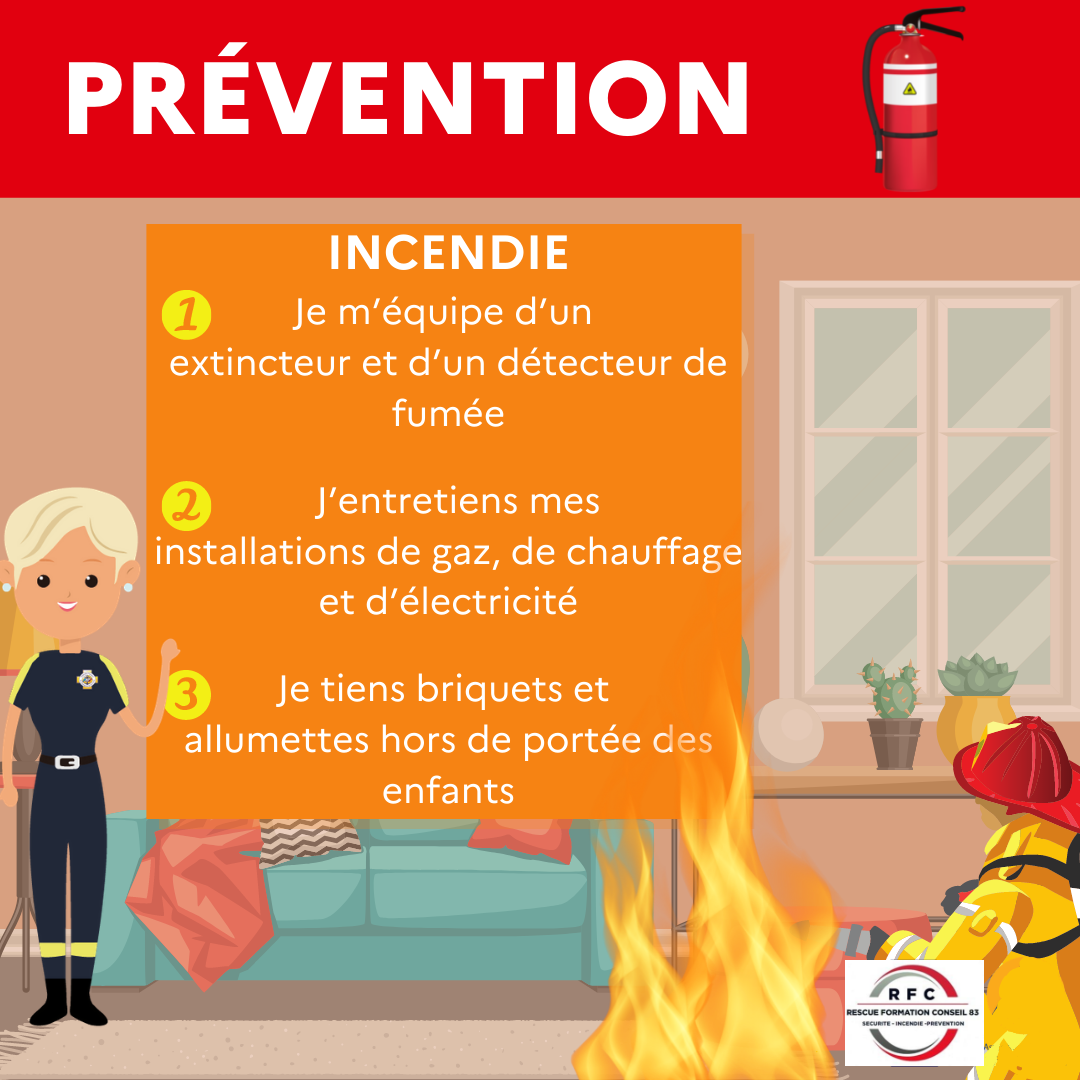 PRÉVENTION
INCENDIE
1 Je m’équipe d’un
extincteur et d’un détecteur de
fumée
2 J’entretiens mes
installations de gaz, de chauffage
et d’électricité
3 Je tiens briquets et
allumettes hors de portée des
enfants
RFC
RESCUE FORMATION CONSEIL 83
SECURITE - INCENDIE -PREVENTION